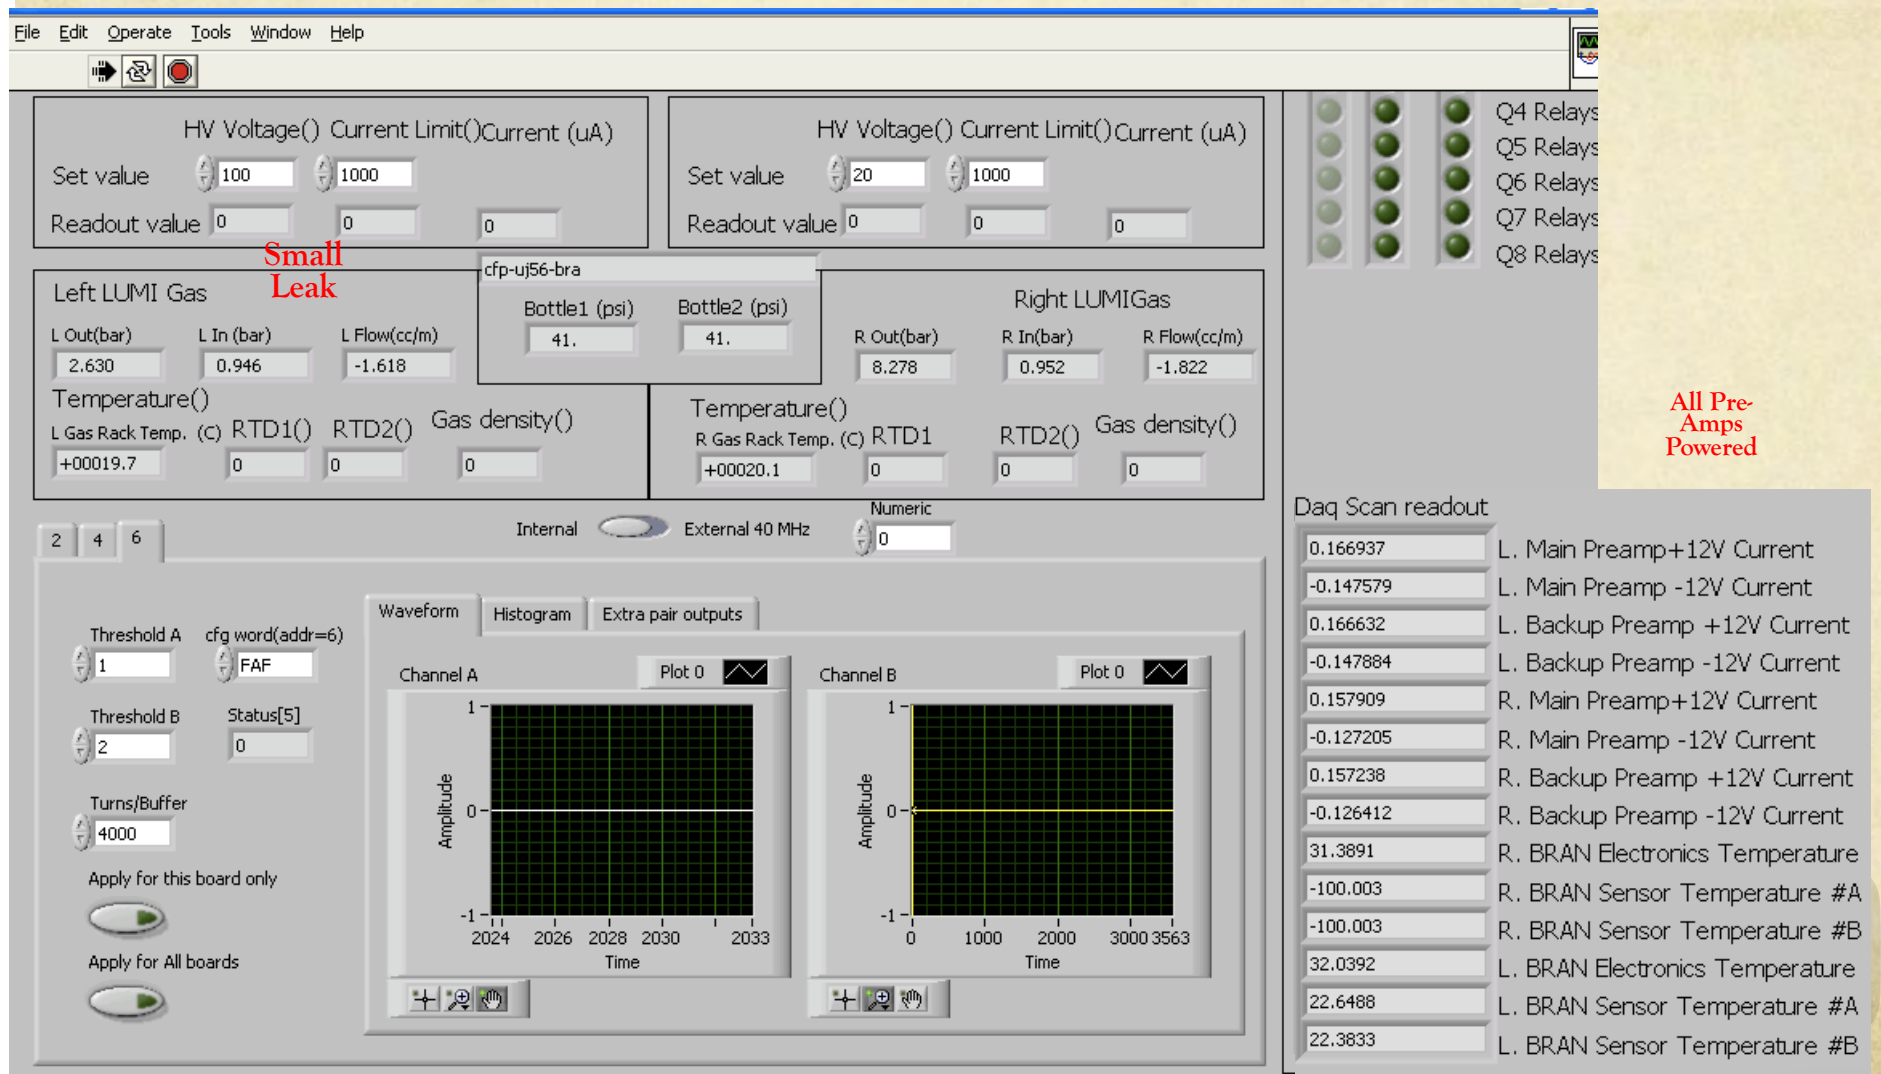 File Edit Operate Tools Window Help
HV Voltage() Current Limit()Current (uA)
Set value 100 1000
Readout value 0 0 0
HV Voltage() Current Limit()Current (uA)
Set value 20 1000
Readout value 0 0 0
Q4 Relays
Q5 Relays
Q6 Relays
Q7 Relays
Q8 Relays
Small
Leak
cfp-uj56-bra
Bottle1 (psi) Bottle2 (psi)
41. 41.
Left LUMI Gas
L Out(bar) L In (bar) L Flow(cc/m)
2.630 0.946 -1.618
Temperature()
L Gas Rack Temp. (C) RTD1() RTD2() Gas density()
+00019.7 0 0 0
Right LUMIGas
R Out(bar) R In(bar) R Flow(cc/m)
8.278 0.952 -1.822
Temperature()
R Gas Rack Temp. (C) RTD1 RTD2() Gas density()
+00020.1 0 0 0
All Pre-
Amps
Powered
Internal External 40 MHz
Numeric
0
2 4 6
Threshold A cfg word(addr=6)
1 FAF
Threshold B Status[5]
2 0
Turns/Buffer
4000
Apply for this board only
Apply for All boards
Waveform Histogram Extra pair outputs
Channel A Plot 0
1
0
-1
Amplitude
2024 2026 2028 2030 2033
Time
Channel B Plot 0
1
0
-1
Amplitude
0 1000 2000 3000 3563
Time
Daq Scan readout
0.166937 L. Main Preamp+12V Current
-0.147579 L. Main Preamp -12V Current
0.166632 L. Backup Preamp +12V Current
-0.147884 L. Backup Preamp -12V Current
0.157909 R. Main Preamp+12V Current
-0.127205 R. Main Preamp -12V Current
0.157238 R. Backup Preamp +12V Current
-0.126412 R. Backup Preamp -12V Current
31.3891 R. BRAN Electronics Temperature
-100.003 R. BRAN Sensor Temperature #A
-100.003 R. BRAN Sensor Temperature #B
32.0392 L. BRAN Electronics Temperature
22.6488 L. BRAN Sensor Temperature #A
22.3833 L. BRAN Sensor Temperature #B